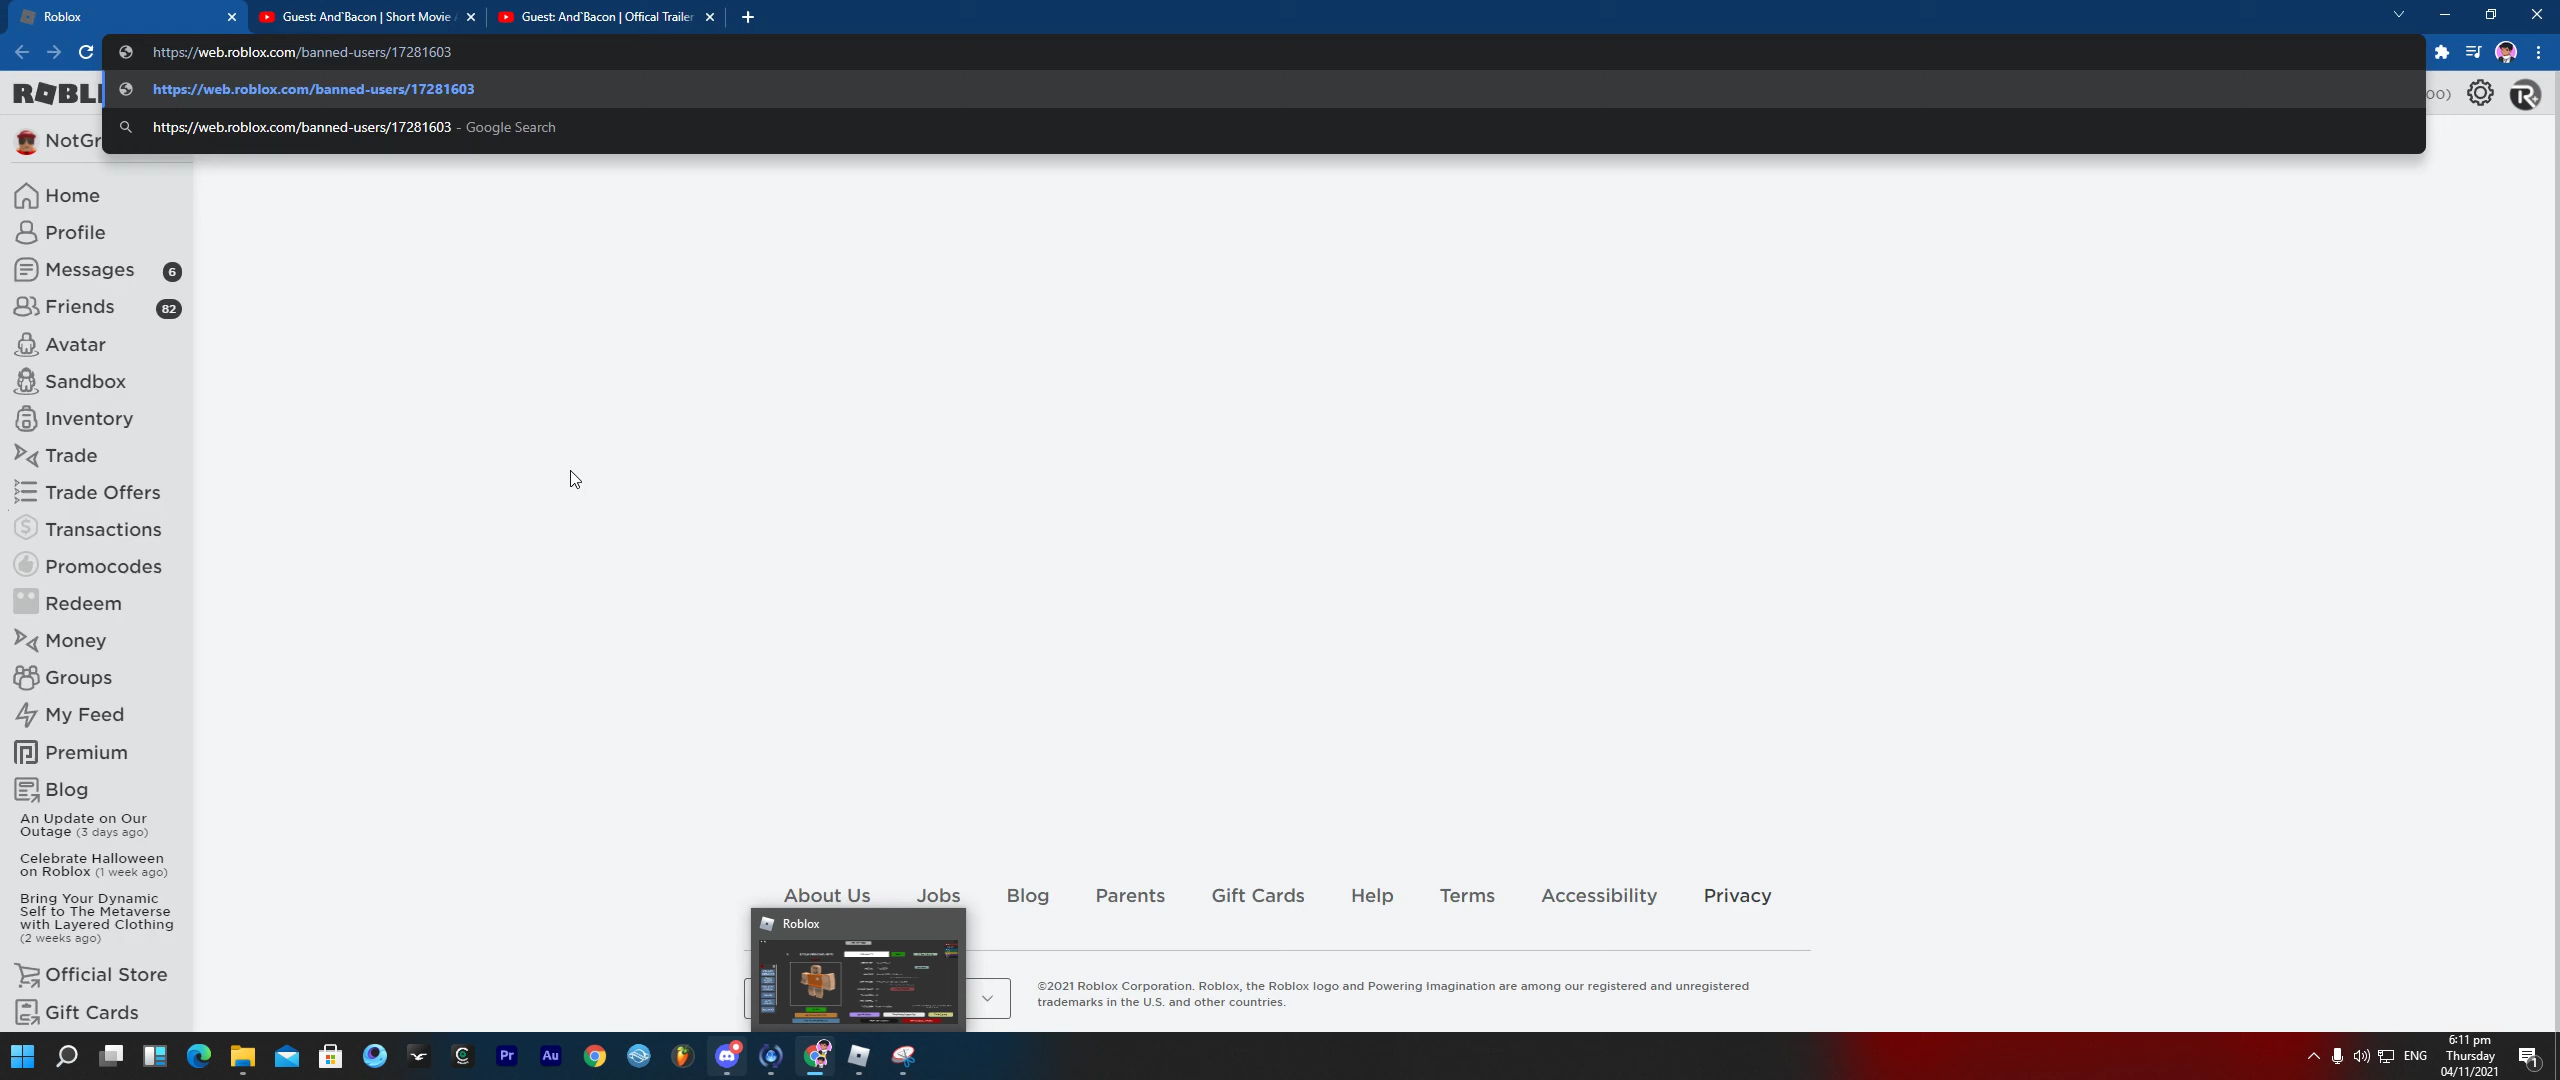 Roblox
Guest: And`Bacon | Short Movie
Guest: And`Bacon | Offical Trailer
https://web.roblox.com/banned-users/17281603
https://web.roblox.com/banned-users/17281603
https://web.roblox.com/banned-users/17281603 - Google Search
ROBL
00)
NotGr
Home
Profile
Messages 6
Friends 82
Avatar
Sandbox
Inventory
Trade
Trade Offers
Transactions
Promocodes
Redeem
Money
Groups
My Feed
Premium
Blog
An Update on Our
Outage (3 days ago)
Celebrate Halloween
on Roblox (1 week ago)
Bring Your Dynamic
Self to The Metaverse
with Layered Clothing
(2 weeks ago)
Official Store
Gift Cards
About Us Jobs Blog Parents Gift Cards Help Terms Accessibility Privacy
Roblox
©2021 Roblox Corporation. Roblox, the Roblox logo and Powering Imagination are among our registered and unregistered
trademarks in the U.S. and other countries.
Pr
Au
ENG
6:11 pm
Thursday
04/11/2021
1